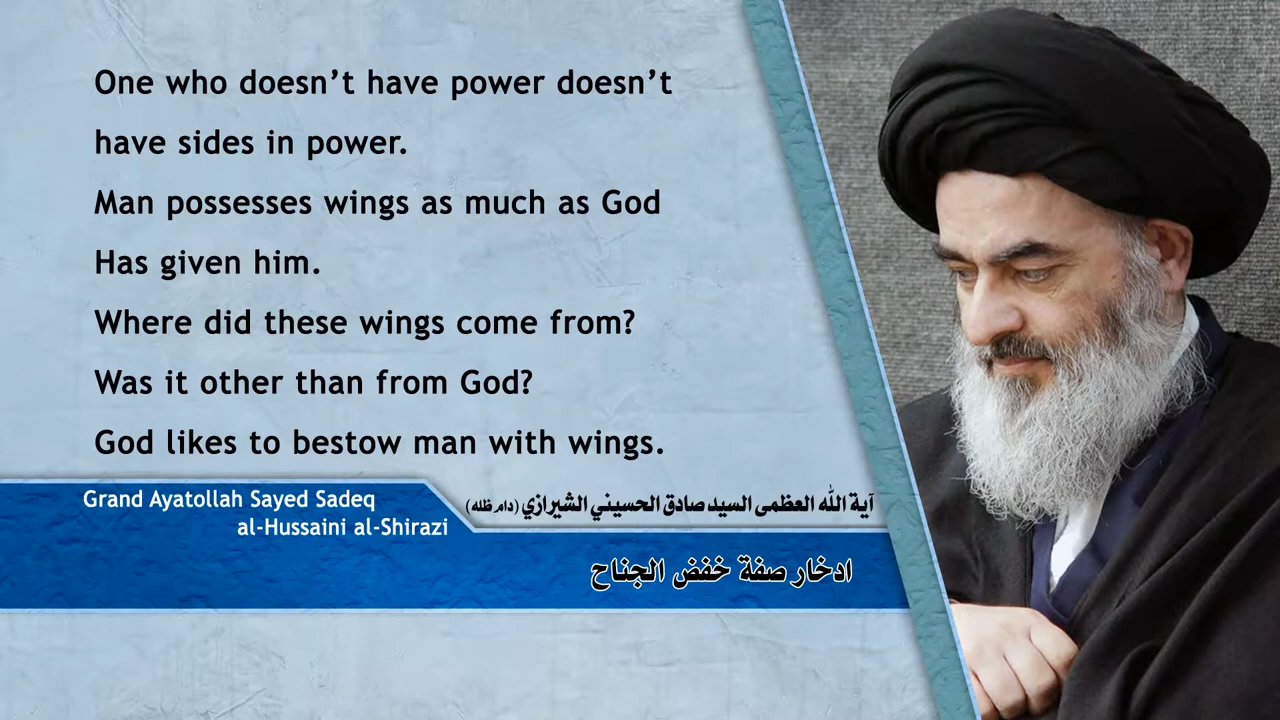 One who doesn’t have power doesn’t
have sides in power.
Man possesses wings as much as God
Has given him.
Where did these wings come from?
Was it other than from God?
God likes to bestow man with wings.
Grand Ayatollah Sayed Sadeq
al-Hussaini al-Shirazi
آية الله العظمى السيد صادق الحسيني الشيرازي (دام ظله)
ادخار صفة خفض الجناح